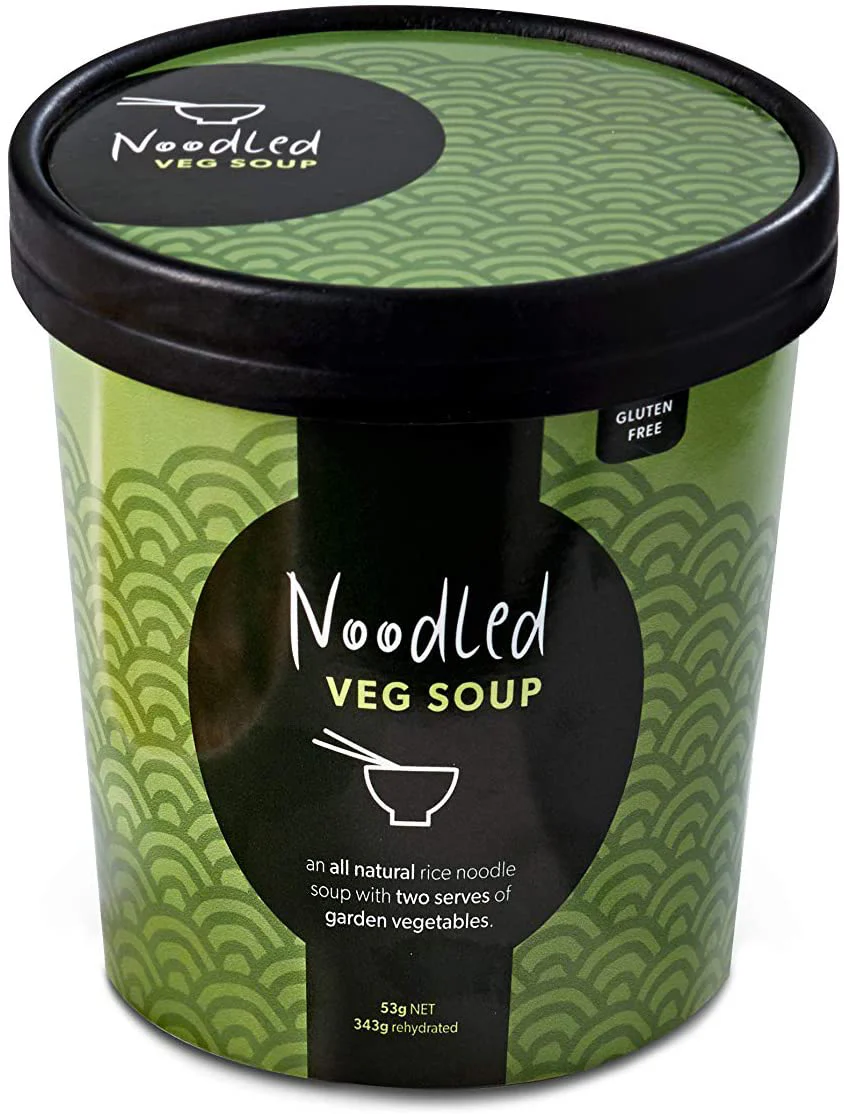 Noodled
VEG SOUP
GLUTEN
FREE
Noodled
VEG SOUP
an all natural rice noodle
soup with two serves of
garden vegetables.
53g NET
343g rehydrated